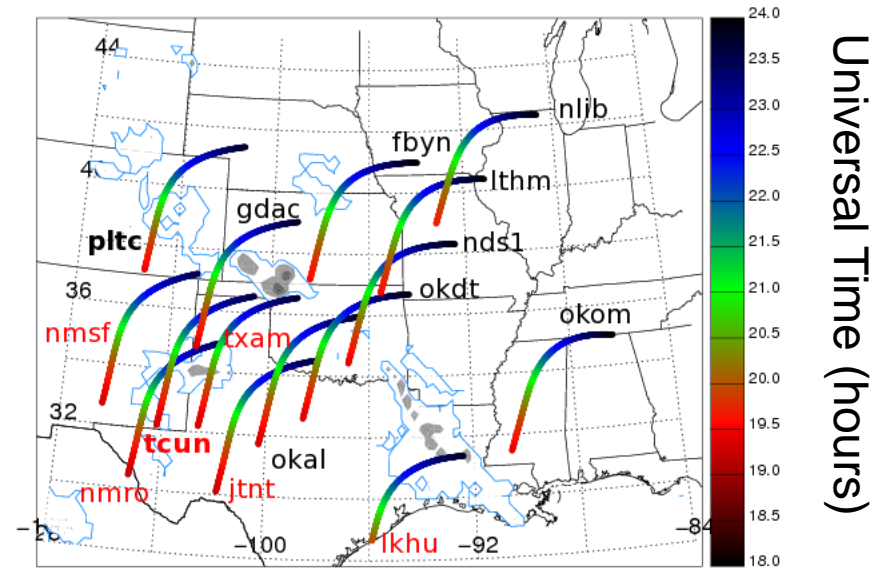 44
nlib
fbyn
lthm
gdac
pltc
nds1
36
okdt
nmsf
txam
okom
32
tcun
okal
nmro
jtnt
lkhu
−100
−92
−84
24.0
23.5
23.0
22.5
22.0
21.5
21.0
20.5
20.0
19.5
19.0
18.5
18.0
Universal Time (hours)